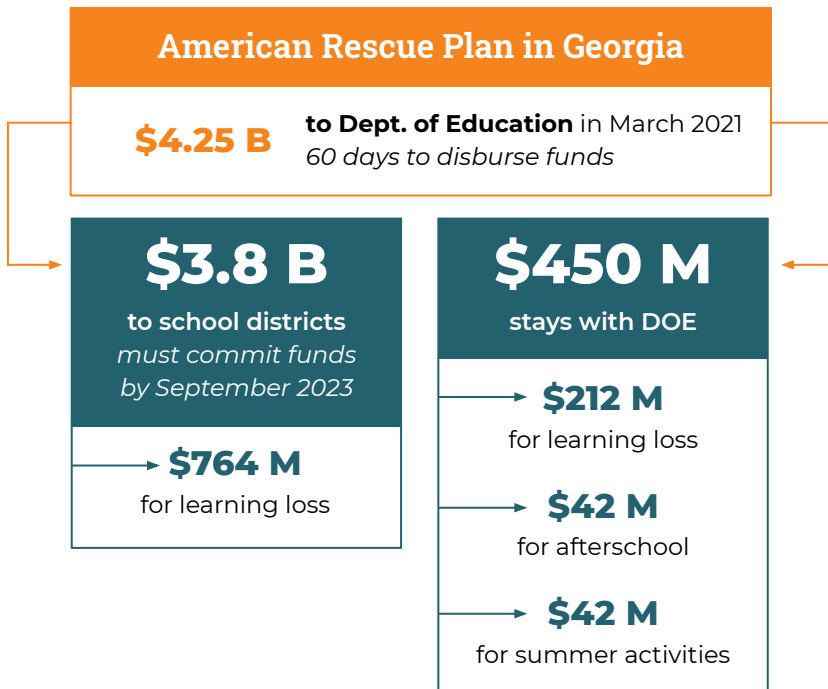 American Rescue Plan in Georgia
$4.25 B
to Dept. of Education in March 2021
60 days to disburse funds
$3.8 B
to school districts
must commit funds
by September 2023
$764 M
for learning loss
$450 M
stays with DOE
$212 M
for learning loss
$42 M
for afterschool
$42 M
for summer activities